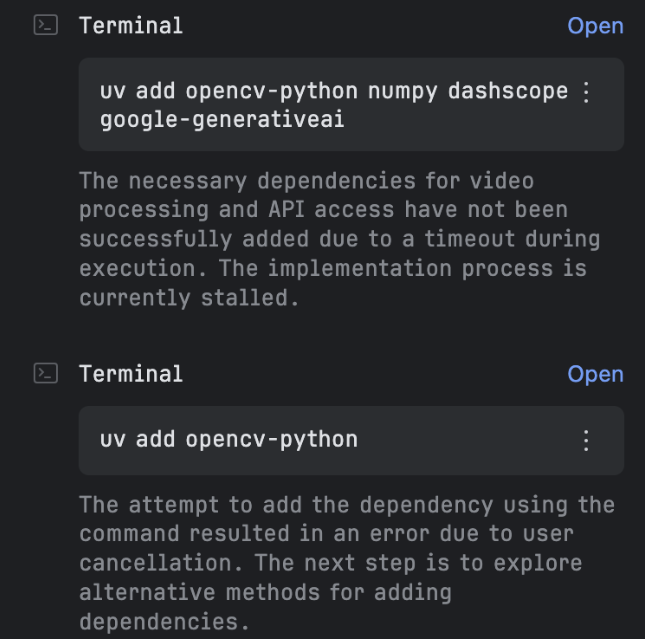 Terminal Open
uv add opencv-python numpy dashscope
google-generativeai
The necessary dependencies for video
processing and API access have not been
successfully added due to a timeout during
execution. The implementation process is
currently stalled.
Terminal Open
uv add opencv-python
The attempt to add the dependency using the
command resulted in an error due to user
cancellation. The next step is to explore
alternative methods for adding
dependencies.